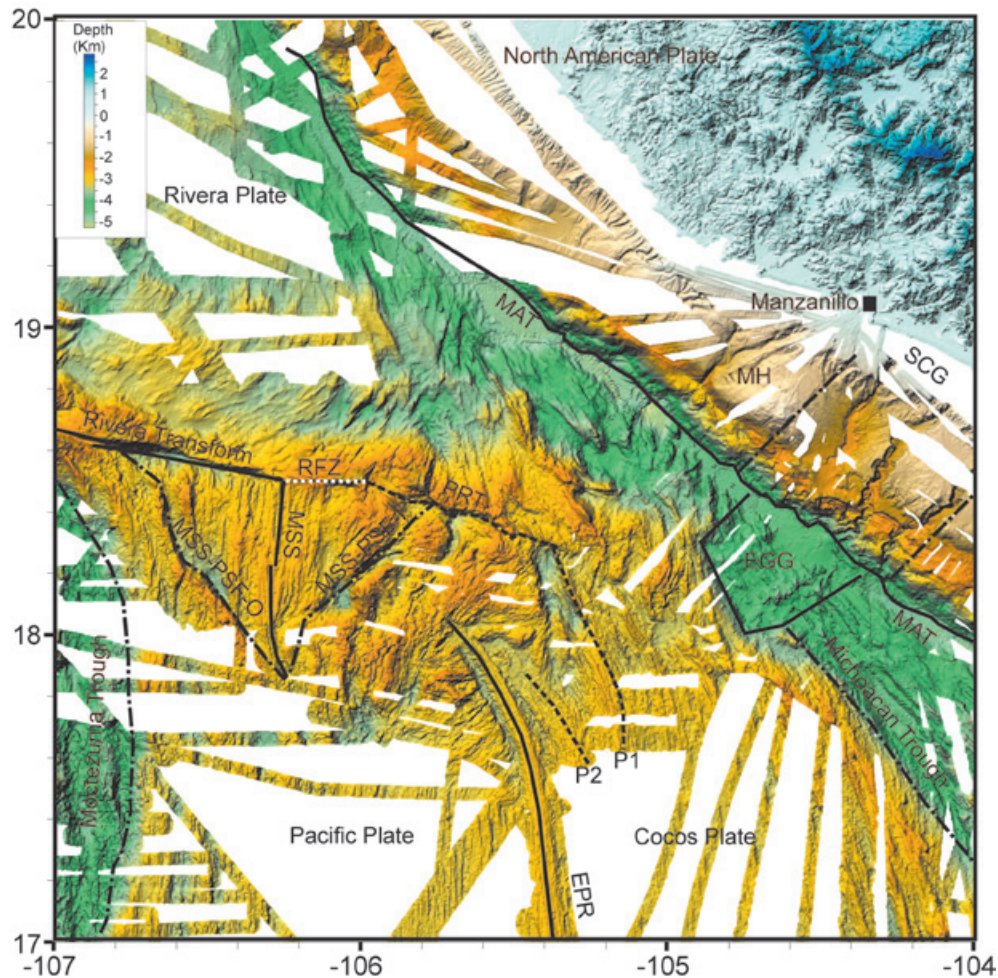 20
Depth
(Km)
2
1
0
-1
-2
-3
-4
-5
North American Plate
Rivera Plate
19
MAT
Manzanillo
SCG
MH
Rivera Transform
RFZ
RRT
MSS
MSS PSF-O
EGG
18
MAT
Moctezuma Trough
Michoacan Trough
P2
P1
Pacific Plate
Cocos Plate
EPR
17
-107
-106
-105
-104